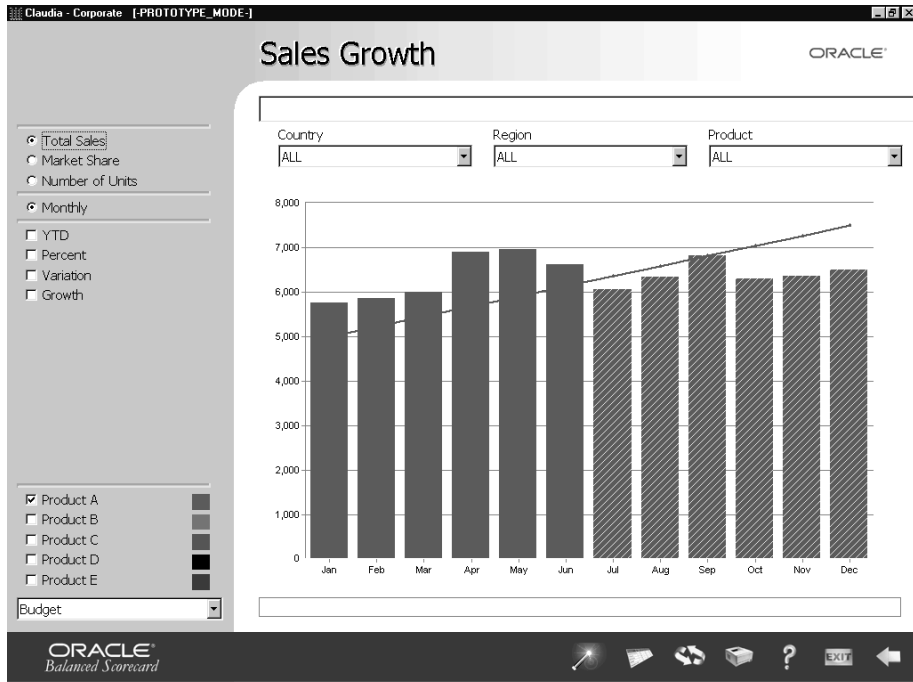 Claudia - Corporate [-PROTOTYPE_MODE-]
Sales Growth
ORACLE
Total Sales
Market Share
Number of Units
Monthly
YTD
Percent
Variation
Growth
Country
Region
Product
ALL
ALL
ALL
8,000
7,000
6,000
5,000
4,000
3,000
2,000
1,000
0
Jan Feb Mar Apr May Jun Jul Aug Sep Oct Nov Dec
Product A
Product B
Product C
Product D
Product E
Budget
ORACLE
Balanced Scorecard
?
EXIT